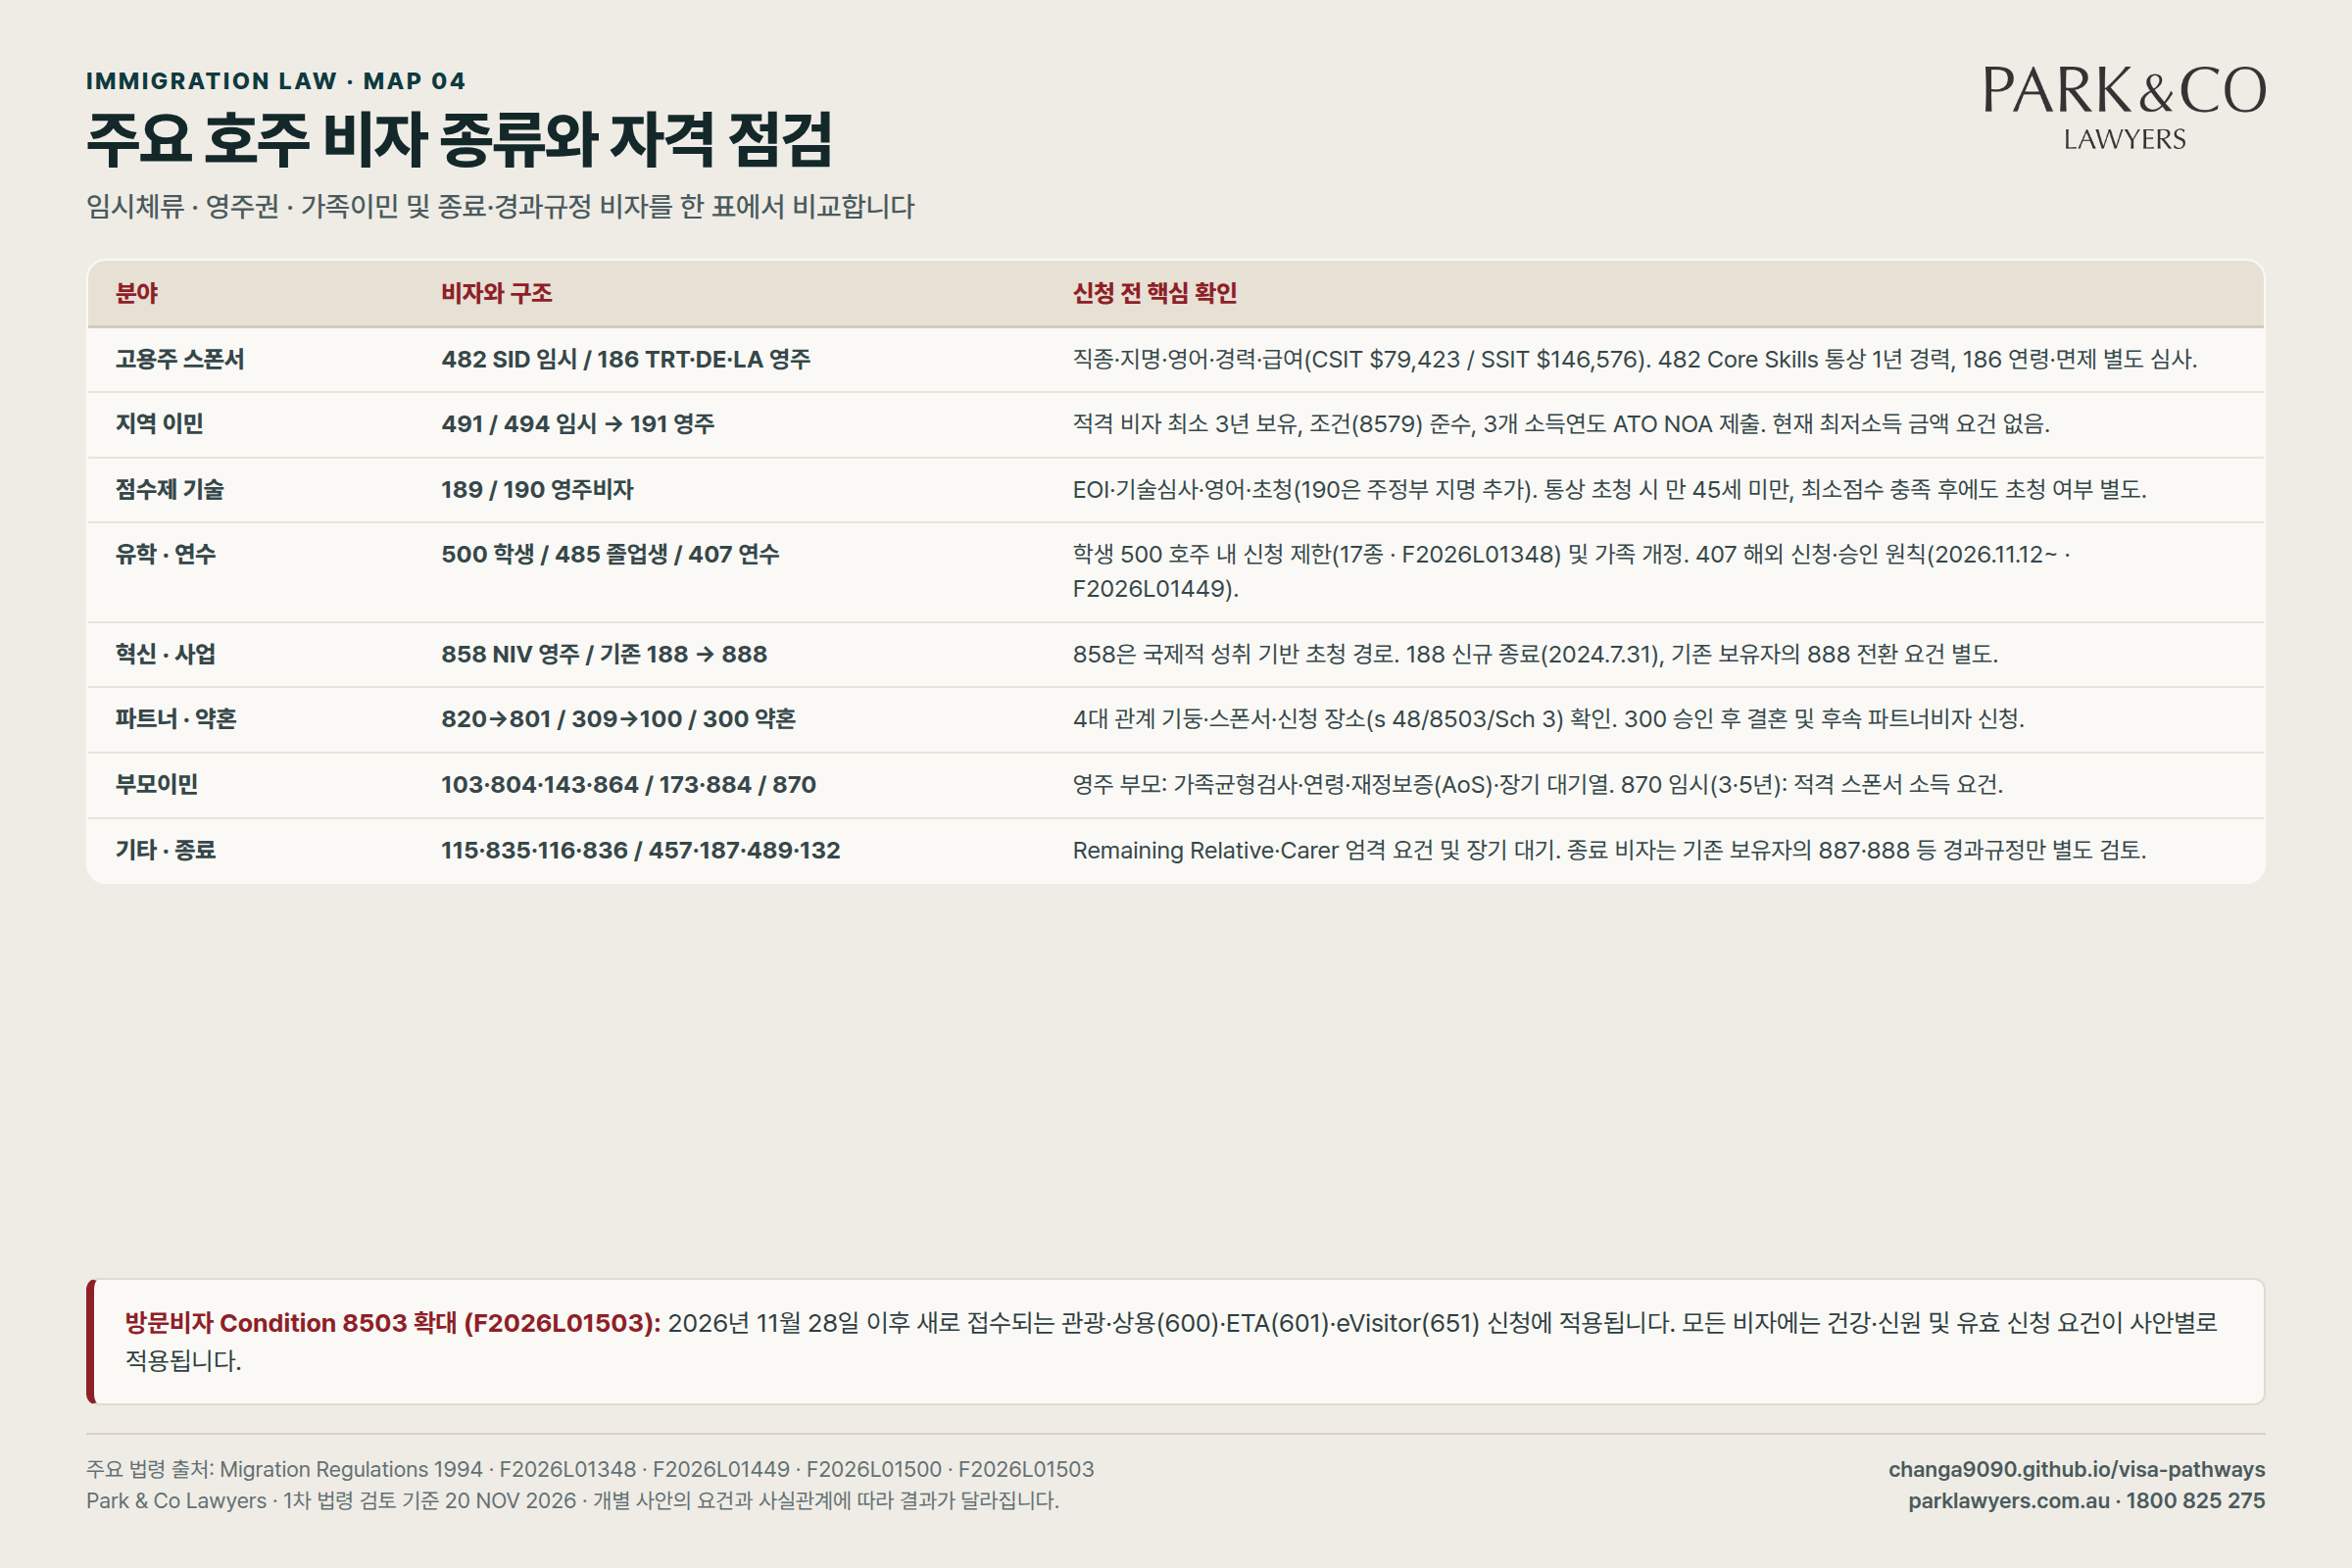 IMMIGRATION LAW · MAP 04
주요 호주 비자 종류와 자격 점검
임시체류 · 영주권 · 가족이민 및 종료·경과규정 비자를 한 표에서 비교합니다
PARK & CO
LAWYERS
분야 비자와 구조 신청 전 핵심 확인
고용주 스폰서 482 SID 임시 / 186 TRT·DE·LA 영주 직종·지명·영어·경력·급여(CSIT $79,423 / SSIT $146,576). 482 Core Skills 통상 1년 경력, 186 연령·면제 별도 심사.
지역 이민 491 / 494 임시 → 191 영주 적격 비자 최소 3년 보유, 조건(8579) 준수, 3개 소득연도 ATO NOA 제출. 현재 최저소득 금액 요건 없음.
점수제 기술 189 / 190 영주비자 EOI·기술심사·영어·초청(190은 주정부 지명 추가). 통상 초청 시 만 45세 미만, 최소점수 충족 후에도 초청 여부 별도.
유학 · 연수 500 학생 / 485 졸업생 / 407 연수 학생 500 호주 내 신청 제한(17종 · F2026L01348) 및 가족 개정. 407 해외 신청·승인 원칙(2026.11.12~ ·
F2026L01449).
혁신 · 사업 858 NIV 영주 / 기존 188 → 888 858은 국제적 성취 기반 초청 경로. 188 신규 종료(2024.7.31), 기존 보유자의 888 전환 요건 별도.
파트너 · 약혼 820→801 / 309→100 / 300 약혼 4대 관계 기둥·스폰서·신청 장소(s 48/8503/Sch 3) 확인. 300 승인 후 결혼 및 후속 파트너비자 신청.
부모이민 103·804·143·864 / 173·884 / 870 영주 부모: 가족균형검사·연령·재정보증(AoS)·장기 대기열. 870 임시(3·5년): 적격 스폰서 소득 요건.
기타 · 종료 115·835·116·836 / 457·187·489·132 Remaining Relative·Carer 엄격 요건 및 장기 대기. 종료 비자는 기존 보유자의 887·888 등 경과규정만 별도 검토.
방문비자 Condition 8503 확대 (F2026L01503): 2026년 11월 28일 이후 새로 접수되는 관광·상용(600)·ETA(601)·eVisitor(651) 신청에 적용됩니다. 모든 비자에는 건강·신원 및 유효 신청 요건이 사안별로
적용됩니다.
주요 법령 출처: Migration Regulations 1994 · F2026L01348 · F2026L01449 · F2026L01500 · F2026L01503
Park & Co Lawyers · 1차 법령 검토 기준 20 NOV 2026 · 개별 사안의 요건과 사실관계에 따라 결과가 달라집니다.
changa9090.github.io/visa-pathways
parklawyers.com.au · 1800 825 275